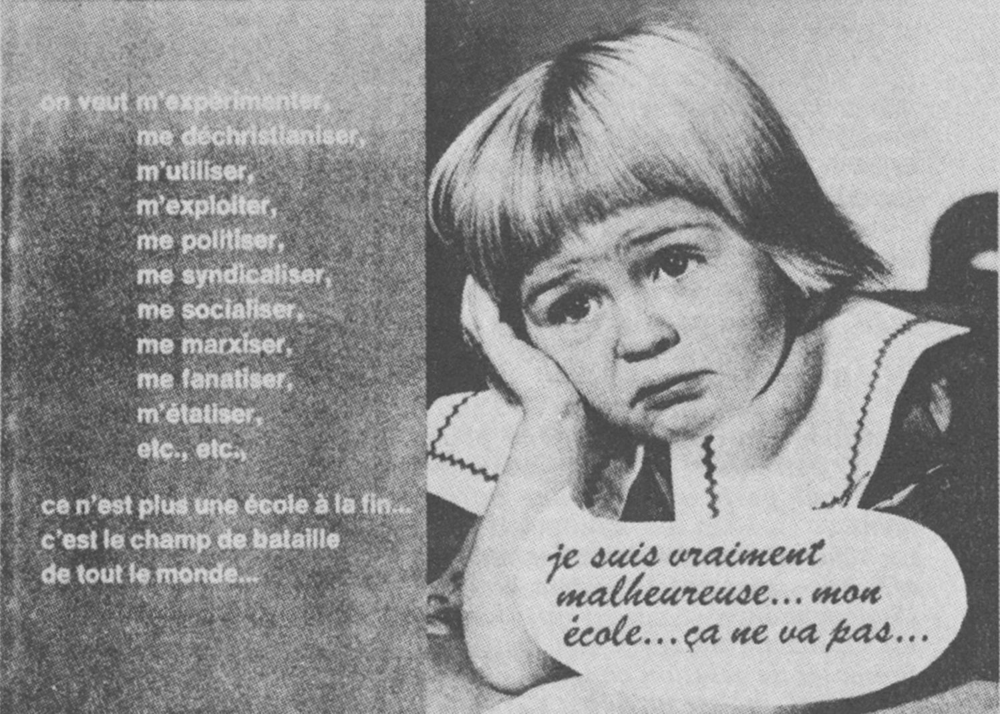 on veut m'expérimenter,
me déchristianiser,
m'utiliser,
m'exploiter,
me politiser,
me syndicaliser,
me socialiser,
me marxiser,
me fanatiser,
m'étatiser,
etc., etc.,
ce n'est plus une école à la fin...
c'est le champ de bataille
de tout le monde...
je suis vraiment
malheureuse... mon
école... ça ne va pas...